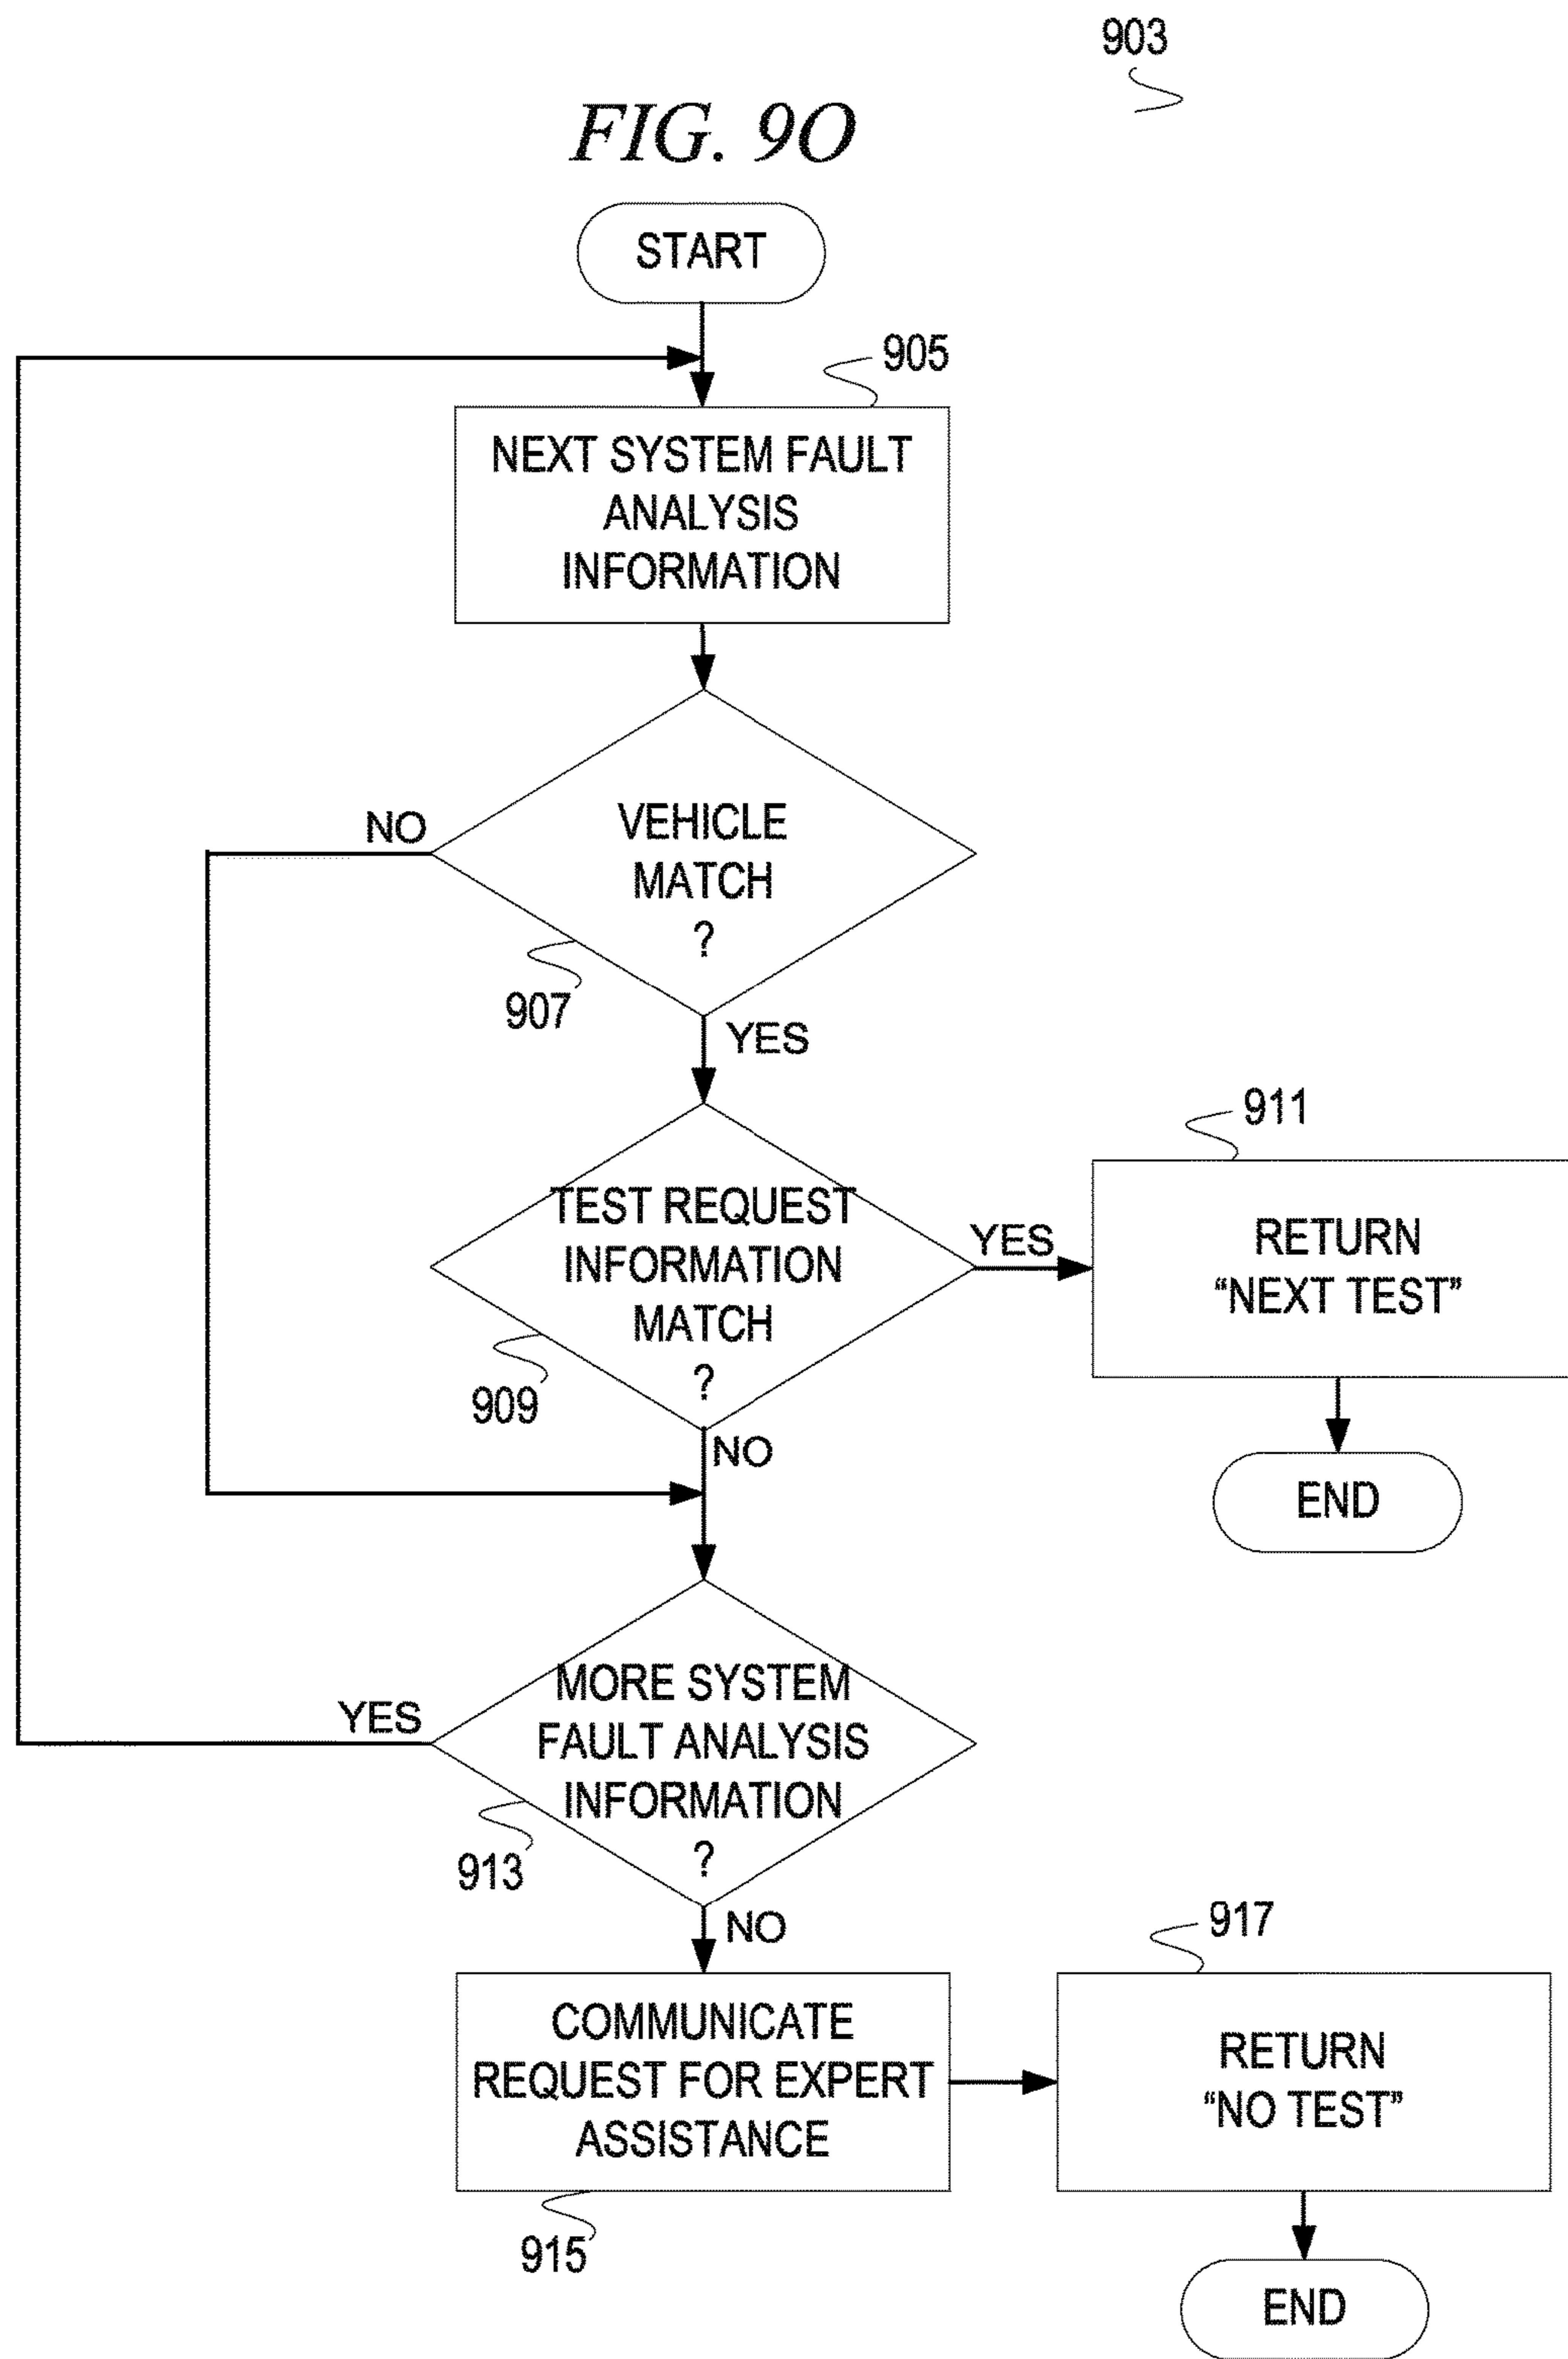 903
FIG. 9O
START
905
NEXT SYSTEM FAULT
ANALYSIS
INFORMATION
NO
VEHICLE
MATCH
?
907
YES
911
TEST REQUEST
INFORMATION
MATCH
?
YES
RETURN
“NEXT TEST”
909
NO
END
MORE SYSTEM
FAULT ANALYSIS
INFORMATION
?
YES
913
NO
917
COMMUNICATE
REQUEST FOR EXPERT
ASSISTANCE
RETURN
“NO TEST”
915
END